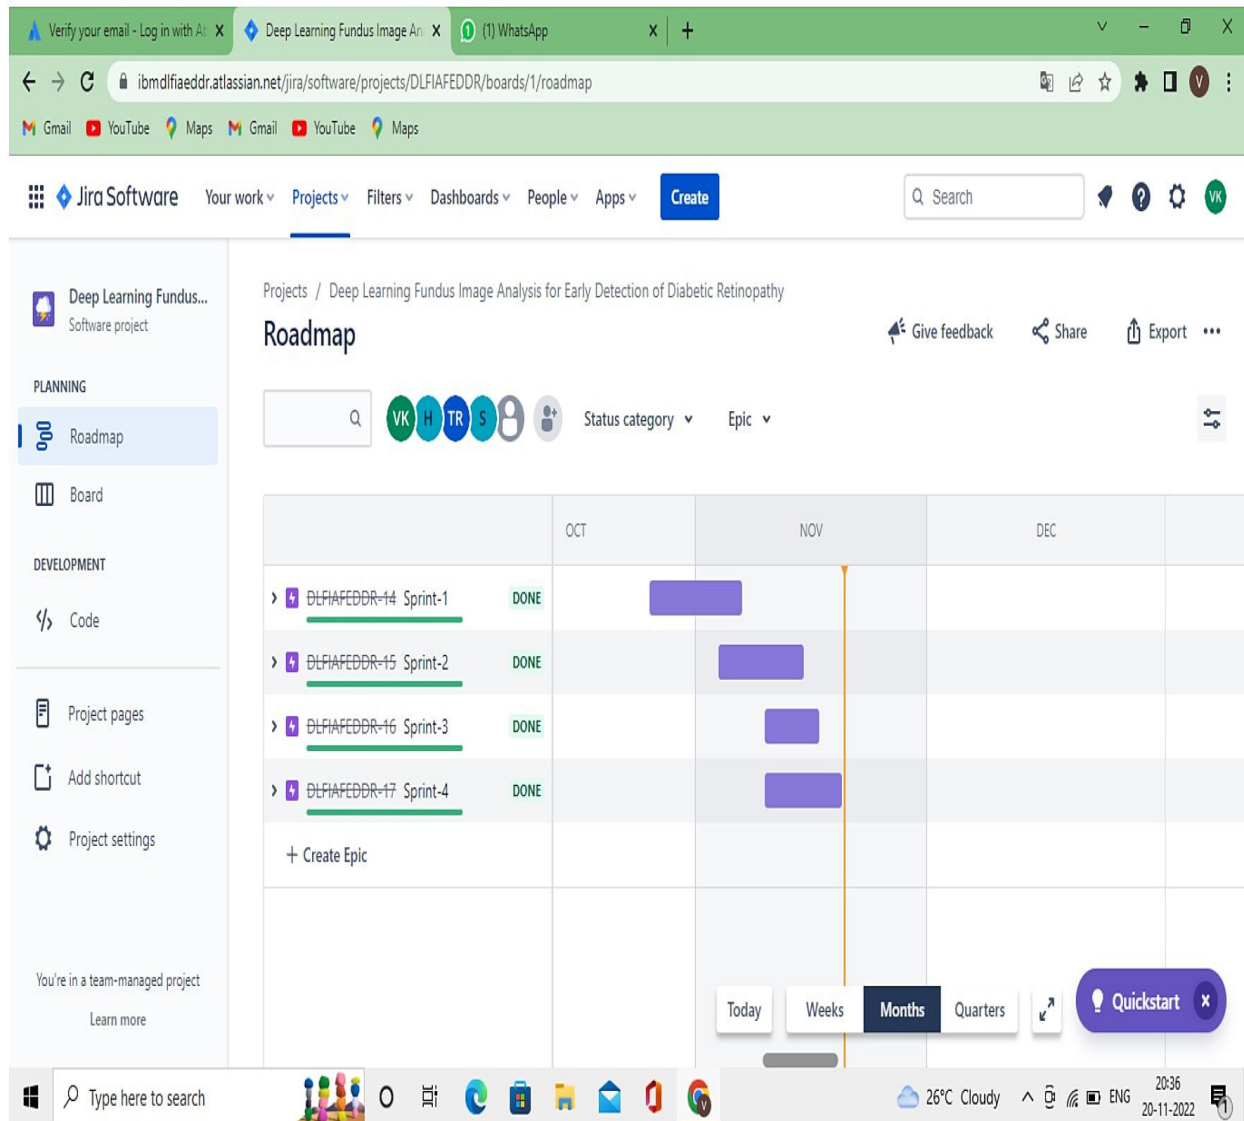 Verify your email - Log in with At
Deep Learning Fundus Image An
(1) WhatsApp
ibmdlfiaeddr.atlassian.net/jira/software/projects/DLFIAFEDDR/boards/1/roadmap
V
Gmail YouTube Maps Gmail YouTube Maps
Jira Software Your work Projects Filters Dashboards People Apps Create Search VK
Deep Learning Fundus...
Software project
PLANNING
Roadmap
Board
DEVELOPMENT
Code
Project pages
Add shortcut
Project settings
You're in a team-managed project
Learn more
Projects / Deep Learning Fundus Image Analysis for Early Detection of Diabetic Retinopathy
Roadmap
Give feedback Share Export
VK H TR S Status category Epic
OCT NOV DEC
DLFIAFEDDR-14 Sprint-1 DONE
DLFIAFEDDR-15 Sprint-2 DONE
DLFIAFEDDR-16 Sprint-3 DONE
DLFIAFEDDR-17 Sprint-4 DONE
+ Create Epic
Today Weeks Months Quarters
Quickstart
Type here to search
26°C Cloudy ENG
20:36
20-11-2022
1